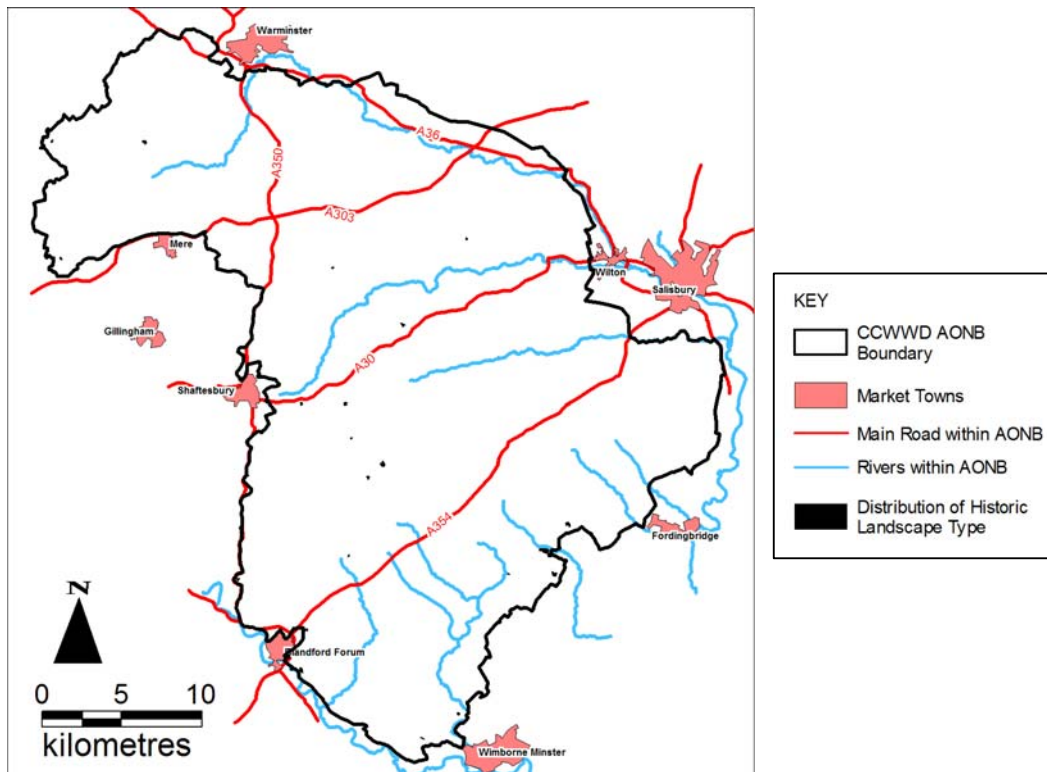 Warminster
A36
A350
A303
Mere
Wilton
Salisbury
Gillingham
A30
Shaftesbury
A354
Fordingbridge
N
Blandford Forum
0 5 10
kilometres
Wimborne Minster
KEY
CCWWD AONB
Boundary
Market Towns
Main Road within AONB
Rivers within AONB
Distribution of Historic
Landscape Type